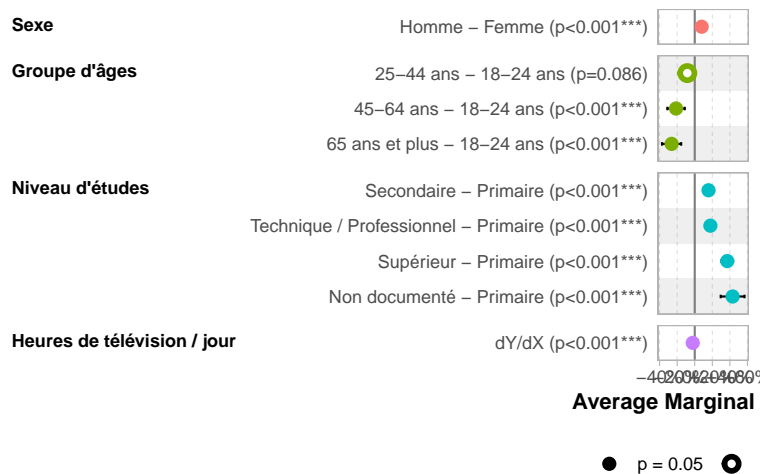 Sexe
Homme − Femme (p<0.001***)
Groupe d'âges
25−44 ans − 18−24 ans (p=0.086)
45−64 ans − 18−24 ans (p<0.001***)
65 ans et plus − 18−24 ans (p<0.001***)
Niveau d'études
Secondaire − Primaire (p<0.001***)
Technique / Professionnel − Primaire (p<0.001***)
Supérieur − Primaire (p<0.001***)
Non documenté − Primaire (p<0.001***)
Heures de télévision / jour
dY/dX (p<0.001***)
Average Marginal
p = 0.05